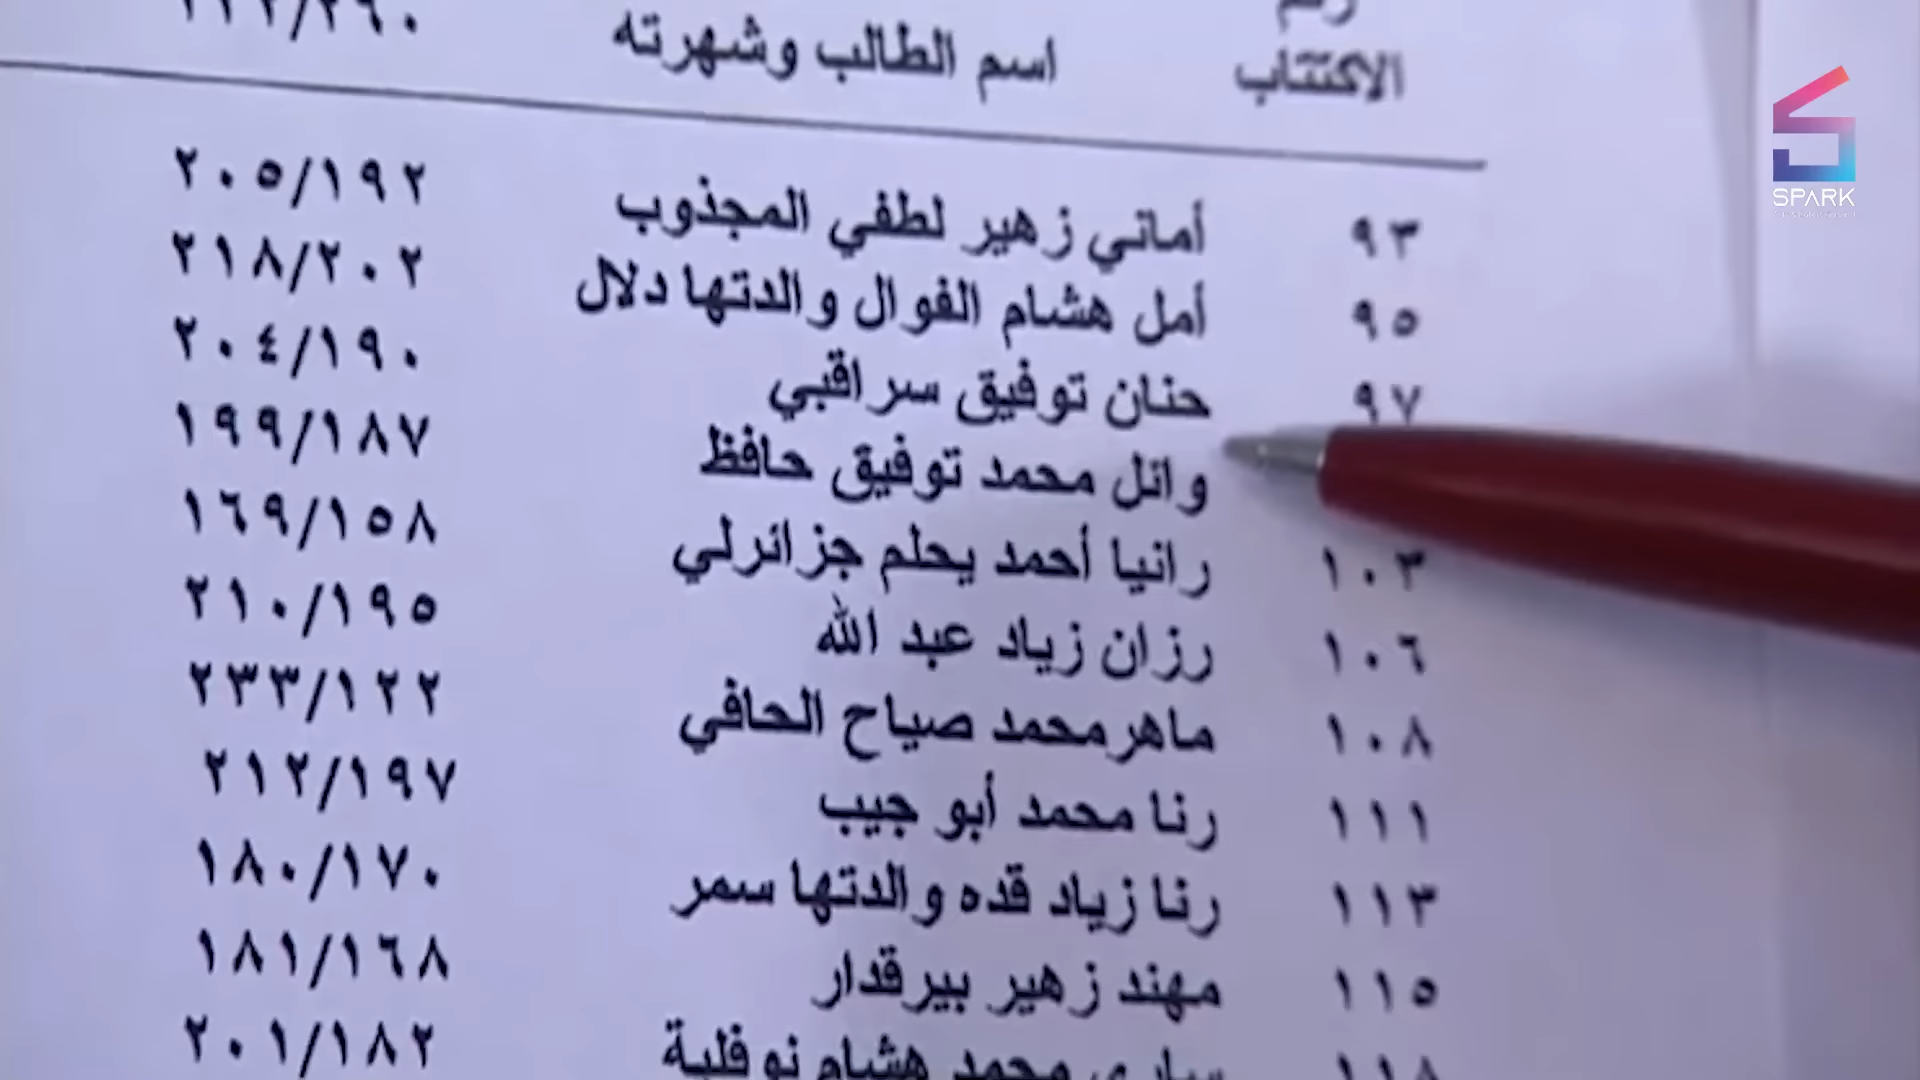 الاكتتاب اسم الطالب وشهرته
٩٣ أماني زهير لطفي المجذوب ٢٠٥/١٩٢
٩٥ أمل هشام الفوال والدتها دلال ٢١٨/٢٠٢
٩٧ حنان توفيق سراقبي ٢٠٤/١٩٠
وائل محمد توفيق حافظ ١٩٩/١٨٧
١٠٣ رانيا أحمد يحلم جزائرلي ١٦٩/١٥٨
١٠٦ رزان زياد عبد الله ٢١٠/١٩٥
١٠٨ ماهرمحمد صياح الحافي ٢٣٣/١٢٢
١١١ رنا محمد أبو جيب ٢١٢/١٩٧
١١٣ رنا زياد قده والدتها سمر ١٨٠/١٧٠
١١٥ مهند زهير بيرقدار ١٨١/١٦٨
محمد هشام نوفلية ٢٠١/١٨٢
SPARK